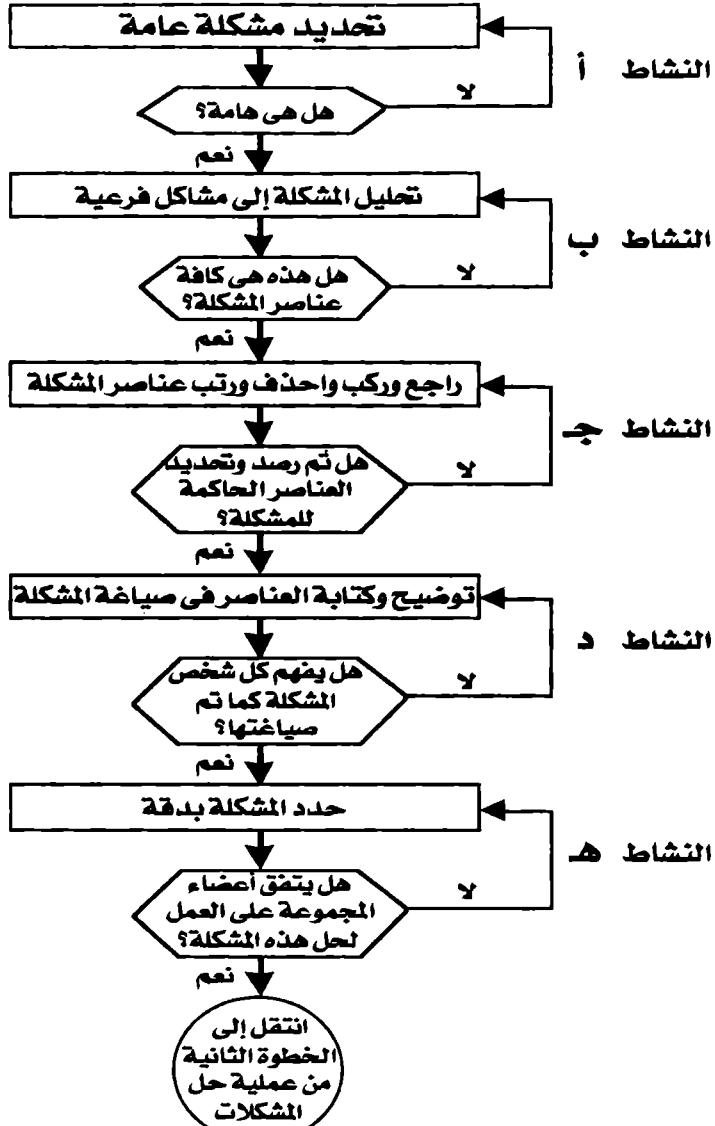 تحديد مشكلة عامة
النشاط أ
لا
هل هى هامة؟
نعم
تحليل المشكلة إلى مشاكل فرعية
النشاط ب
لا
هل هذه هى كافة
عناصر المشكلة؟
نعم
راجع وركب واحذف ورتب عناصر المشكلة
النشاط جـ
لا
هل تم رصد وتحديد
العناصر الحاكمة
للمشكلة؟
نعم
توضيح وكتابة العناصر فى صياغة المشكلة
النشاط د
لا
هل يفهم كل شخص
المشكلة كما تم
صياغتها؟
نعم
حدد المشكلة بدقة
النشاط هـ
لا
هل يتفق أعضاء
المجموعة على العمل
لحل هذه المشكلة؟
نعم
انتقل إلى
الخطوة الثانية
من عملية حل
المشكلات